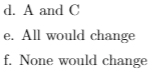 d. A and C
e. All would change
f. None would change